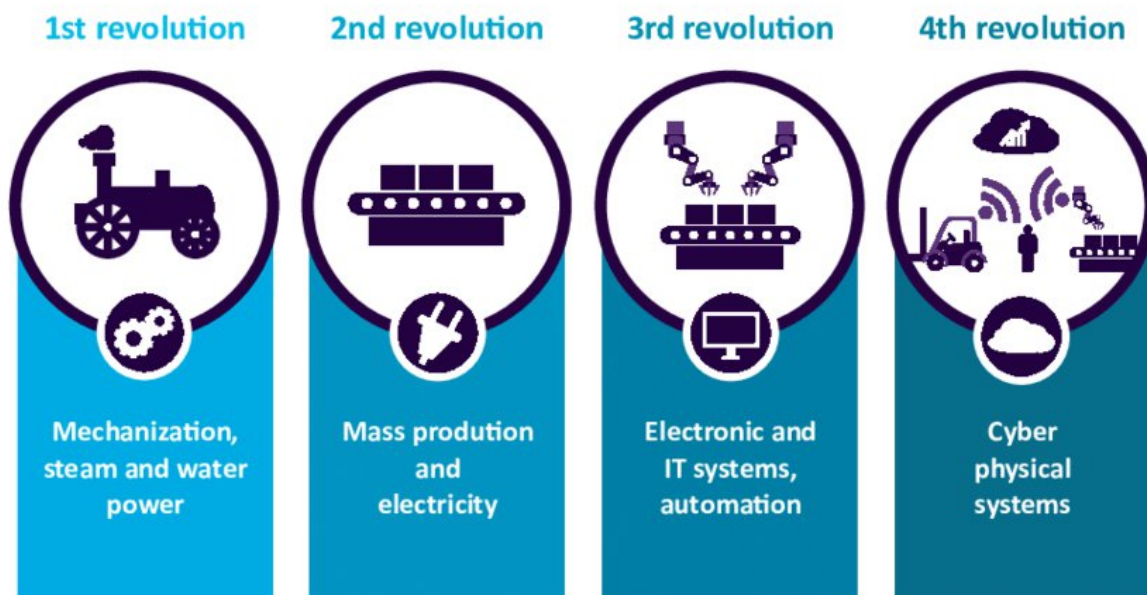 1st revolution
2nd revolution
3rd revolution
4th revolution
Mechanization,
steam and water
power
Mass prodution
and
electricity
Electronic and
IT systems,
automation
Cyber
physical
systems